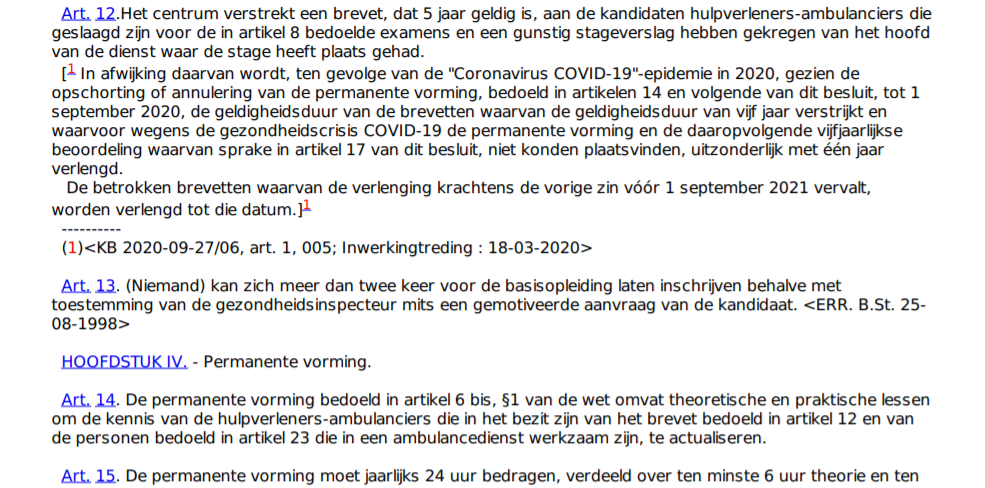 Art. 12.Het centrum verstrekt een brevet, dat 5 jaar geldig is, aan de kandidaten hulpverleners-ambulanciers die
geslaagd zijn voor de in artikel 8 bedoelde examens en een gunstig stageverslag hebben gekregen van het hoofd
van de dienst waar de stage heeft plaats gehad.
[1 In afwijking daarvan wordt, ten gevolge van de "Coronavirus COVID-19"-epidemie in 2020, gezien de
opschorting of annulering van de permanente vorming, bedoeld in artikelen 14 en volgende van dit besluit, tot 1
september 2020, de geldigheidsduur van de brevetten waarvan de geldigheidsduur van vijf jaar verstrijkt en
waarvoor wegens de gezondheidscrisis COVID-19 de permanente vorming en de daaropvolgende vijfjaarlijkse
beoordeling waarvan sprake in artikel 17 van dit besluit, niet konden plaatsvinden, uitzonderlijk met één jaar
verlengd.
De betrokken brevetten waarvan de verlenging krachtens de vorige zin vóór 1 september 2021 vervalt,
worden verlengd tot die datum.]1
----------
(1)<KB 2020-09-27/06, art. 1, 005; Inwerkingtreding : 18-03-2020>
Art. 13. (Niemand) kan zich meer dan twee keer voor de basisopleiding laten inschrijven behalve met
toestemming van de gezondheidsinspecteur mits een gemotiveerde aanvraag van de kandidaat. <ERR. B.St. 25-
08-1998>
HOOFDSTUK IV. - Permanente vorming.
Art. 14. De permanente vorming bedoeld in artikel 6 bis, §1 van de wet omvat theoretische en praktische lessen
om de kennis van de hulpverleners-ambulanciers die in het bezit zijn van het brevet bedoeld in artikel 12 en van
de personen bedoeld in artikel 23 die in een ambulancedienst werkzaam zijn, te actualiseren.
Art. 15. De permanente vorming moet jaarlijks 24 uur bedragen, verdeeld over ten minste 6 uur theorie en ten